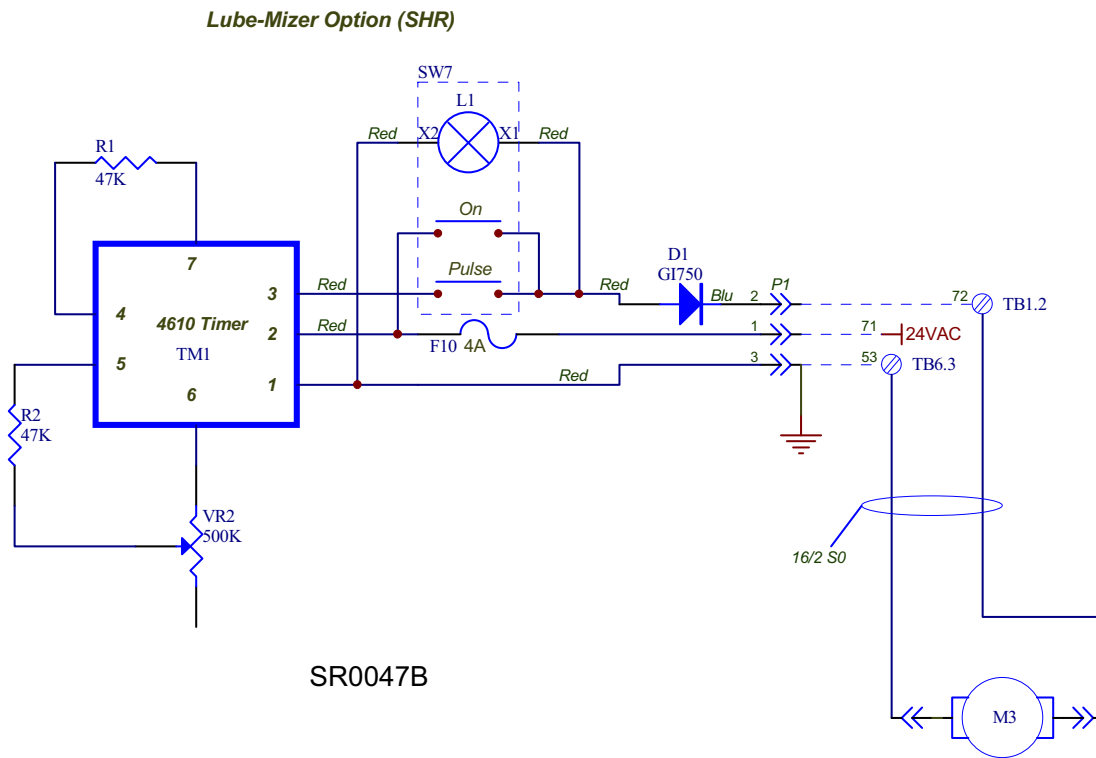 Lube-Mizer Option (SHR)
SW7
L1
Red X2 X1 Red
R1
47K
On
7
Pulse
D1
GI750
3 Red Red Blu 2 P1 72 TB1.2
4
4610 Timer
2 Red F10 4A 1 71 24VAC
TM1
5
3 53 TB6.3
6 1 Red
R2
47K
VR2
500K
16/2 S0
SR0047B
M3